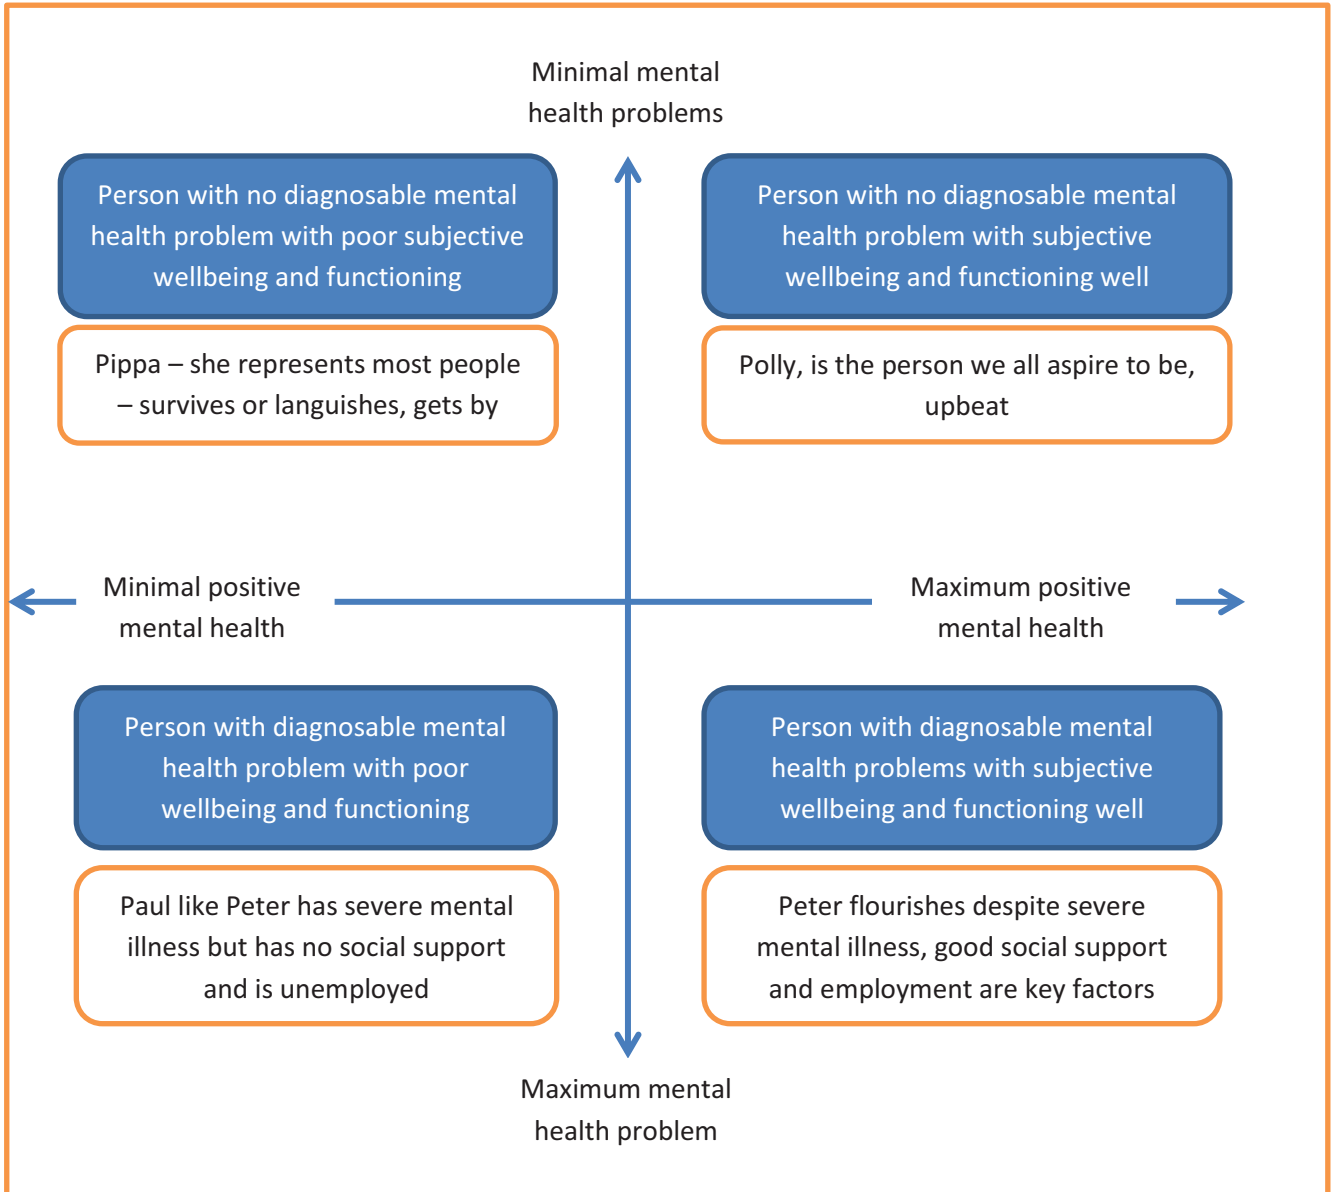 Minimal mental
health problems
Person with no diagnosable mental
health problem with poor subjective
wellbeing and functioning
Pippa – she represents most people
– survives or languishes, gets by
Person with no diagnosable mental
health problem with subjective
wellbeing and functioning well
Polly, is the person we all aspire to be,
upbeat
Minimal positive
mental health
Maximum positive
mental health
Person with diagnosable mental
health problem with poor
wellbeing and functioning
Paul like Peter has severe mental
illness but has no social support
and is unemployed
Person with diagnosable mental
health problems with subjective
wellbeing and functioning well
Peter flourishes despite severe
mental illness, good social support
and employment are key factors
Maximum mental
health problem